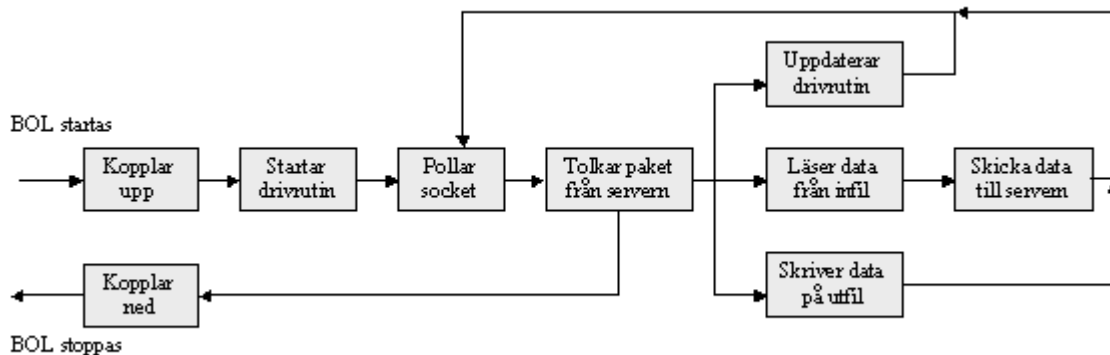 Uppdaterar
drivrutin
BOL startas
Kopplar
upp
Startar
drivrutin
Pollar
socket
Tolkar paket
från servern
Läser data
från infil
Skicka data
till servern
Kopplar
ned
Skriver data
på utfil
BOL stoppas